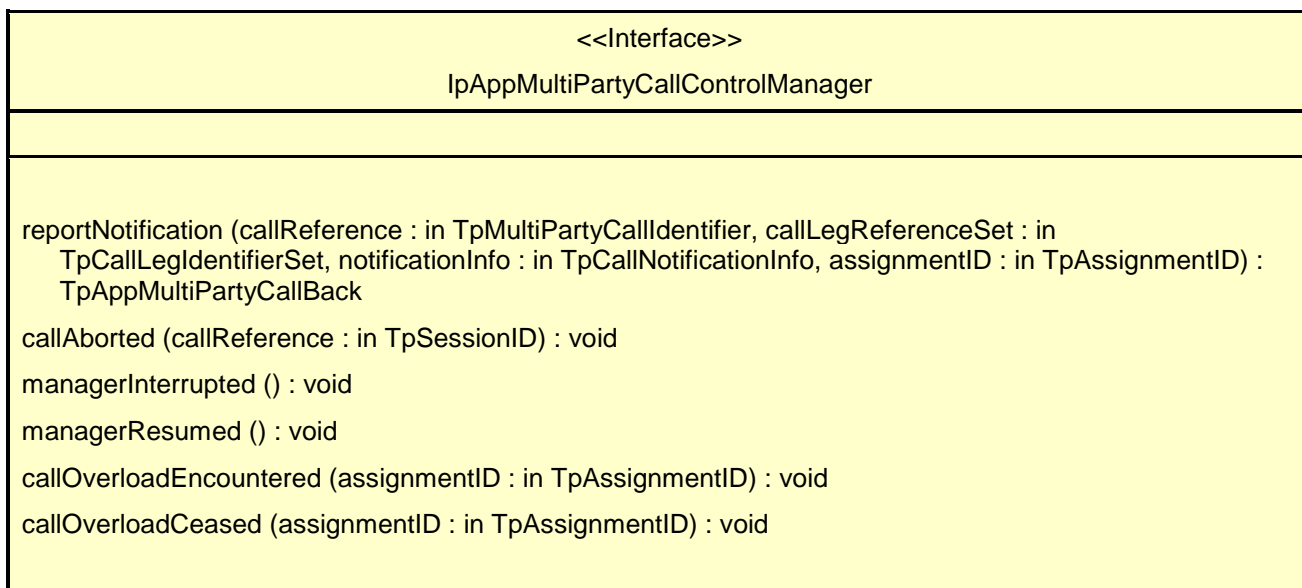 <<Interface>>
IpAppMultiPartyCallControlManager
reportNotification (callReference : in TpMultiPartyCallIdentifier, callLegReferenceSet : in
TpCallLegIdentifierSet, notificationInfo : in TpCallNotificationInfo, assignmentID : in TpAssignmentID) :
TpAppMultiPartyCallBack
callAborted (callReference : in TpSessionID) : void
managerInterrupted () : void
managerResumed () : void
callOverloadEncountered (assignmentID : in TpAssignmentID) : void
callOverloadCeased (assignmentID : in TpAssignmentID) : void